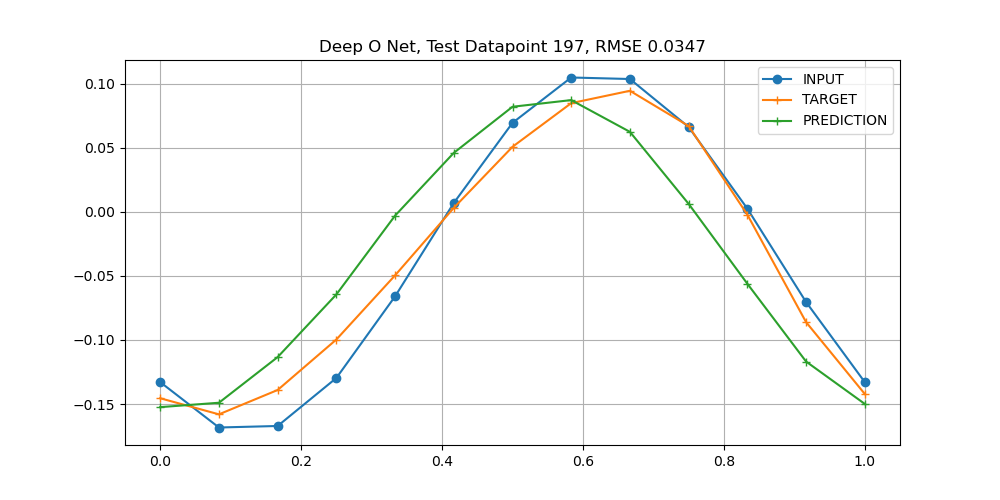 Deep O Net, Test Datapoint 197, RMSE 0.0347
INPUT
TARGET
PREDICTION
0.10
0.05
0.00
−0.05
−0.10
−0.15
0.0 0.2 0.4 0.6 0.8 1.0